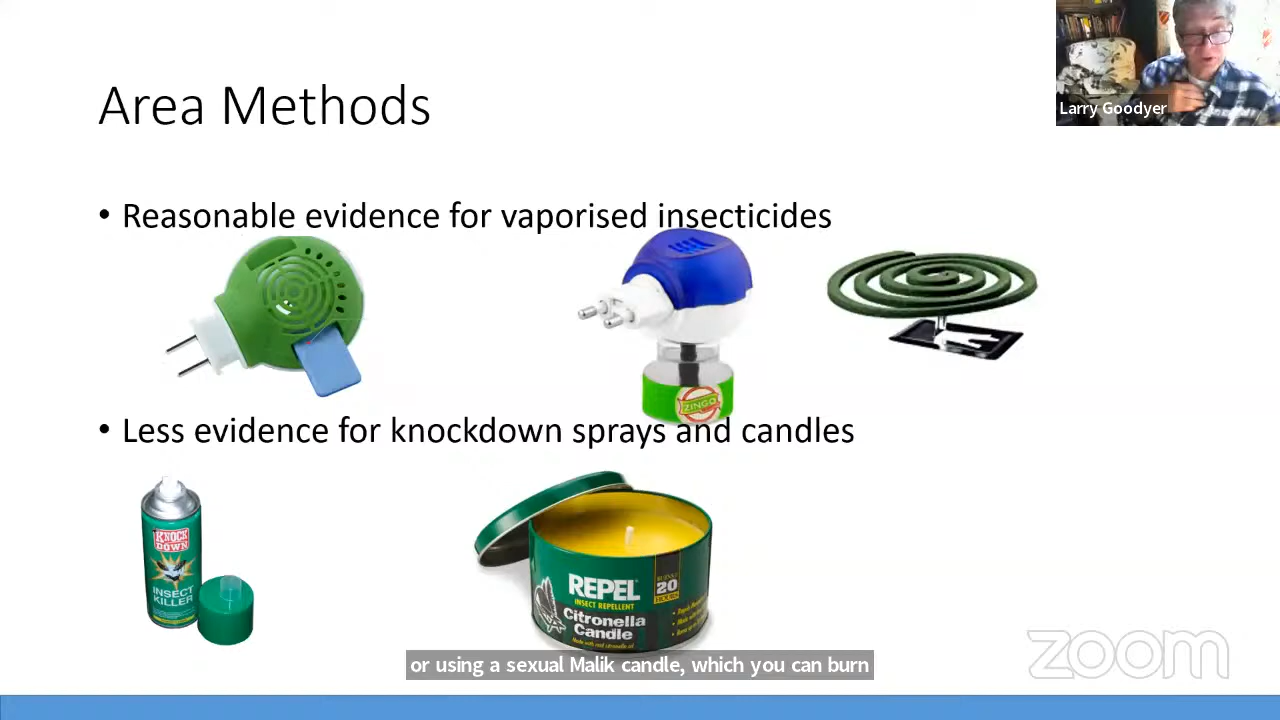 Larry Goodyer
Area Methods
• Reasonable evidence for vaporised insecticides
ZINGO
• Less evidence for knockdown sprays and candles
KNOCK
DOWN
INSECT
KILLER
REPEL
INSECT REPELLENT
20
HOURS
Citronella
Candle
or using a sexual Malik candle, which you can burn
zoom